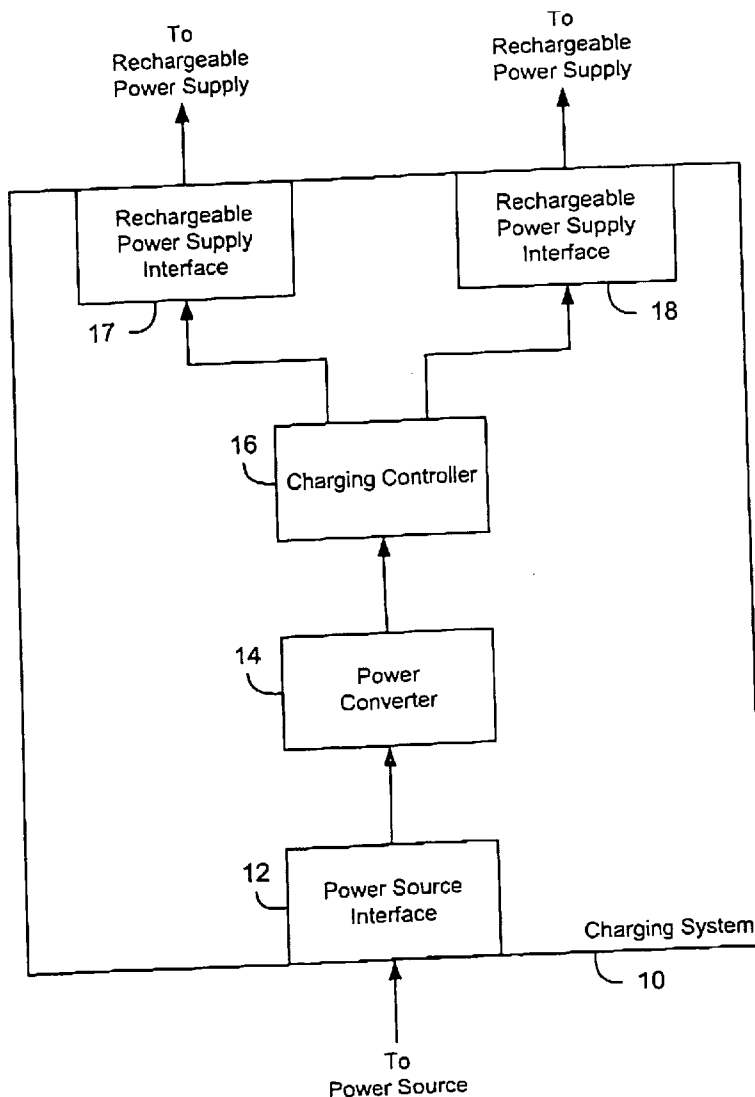 To
Rechargeable
Power Supply
To
Rechargeable
Power Supply
Rechargeable
Power Supply
Interface
Rechargeable
Power Supply
Interface
17
18
16
Charging Controller
14
Power
Converter
12
Power Source
Interface
Charging System
10
To
Power Source